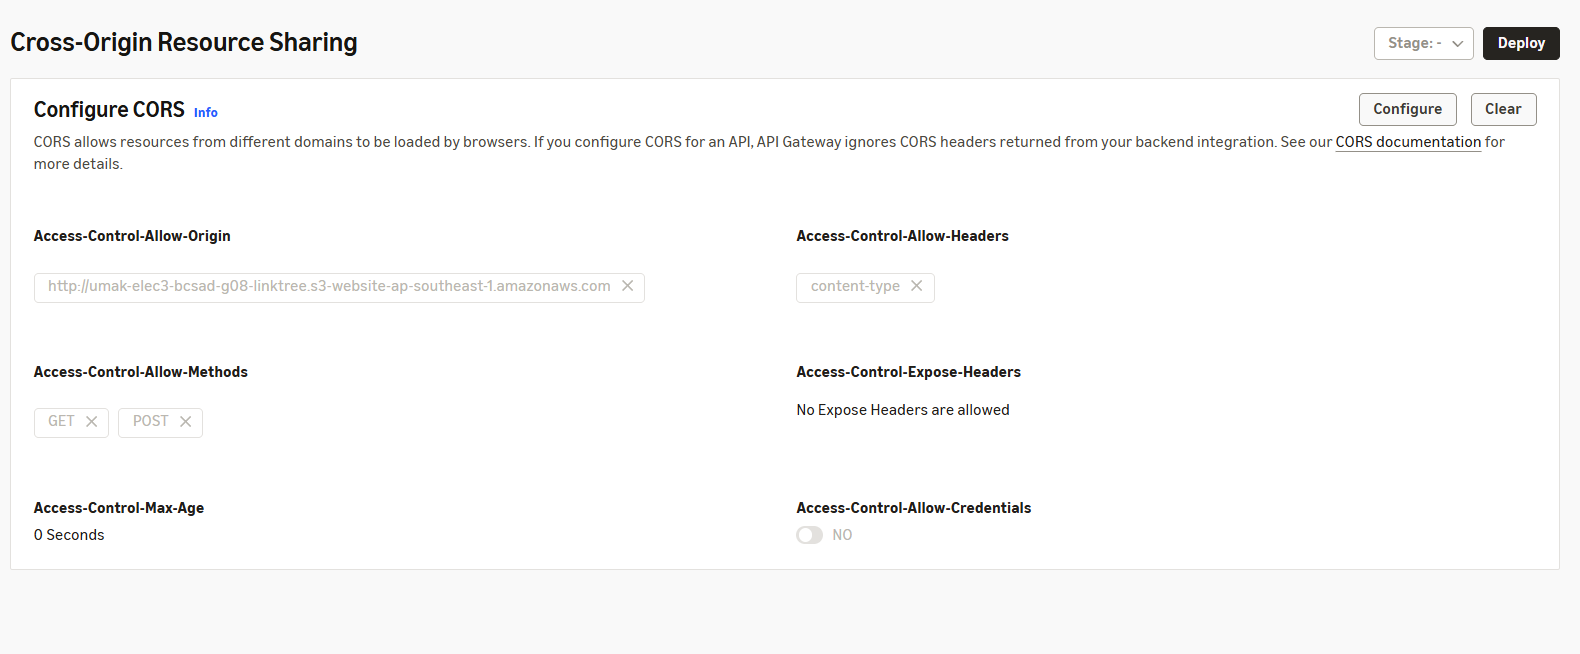 Cross-Origin Resource Sharing
Stage: -
Deploy
Configure CORS Info
Configure
Clear
CORS allows resources from different domains to be loaded by browsers. If you configure CORS for an API, API Gateway ignores CORS headers returned from your backend integration. See our CORS documentation for
more details.
Access-Control-Allow-Origin
http://umak-elec3-bcsad-g08-linktree.s3-website-ap-southeast-1.amazonaws.com
Access-Control-Allow-Headers
content-type
Access-Control-Allow-Methods
GET
POST
Access-Control-Expose-Headers
No Expose Headers are allowed
Access-Control-Max-Age
0 Seconds
Access-Control-Allow-Credentials
NO